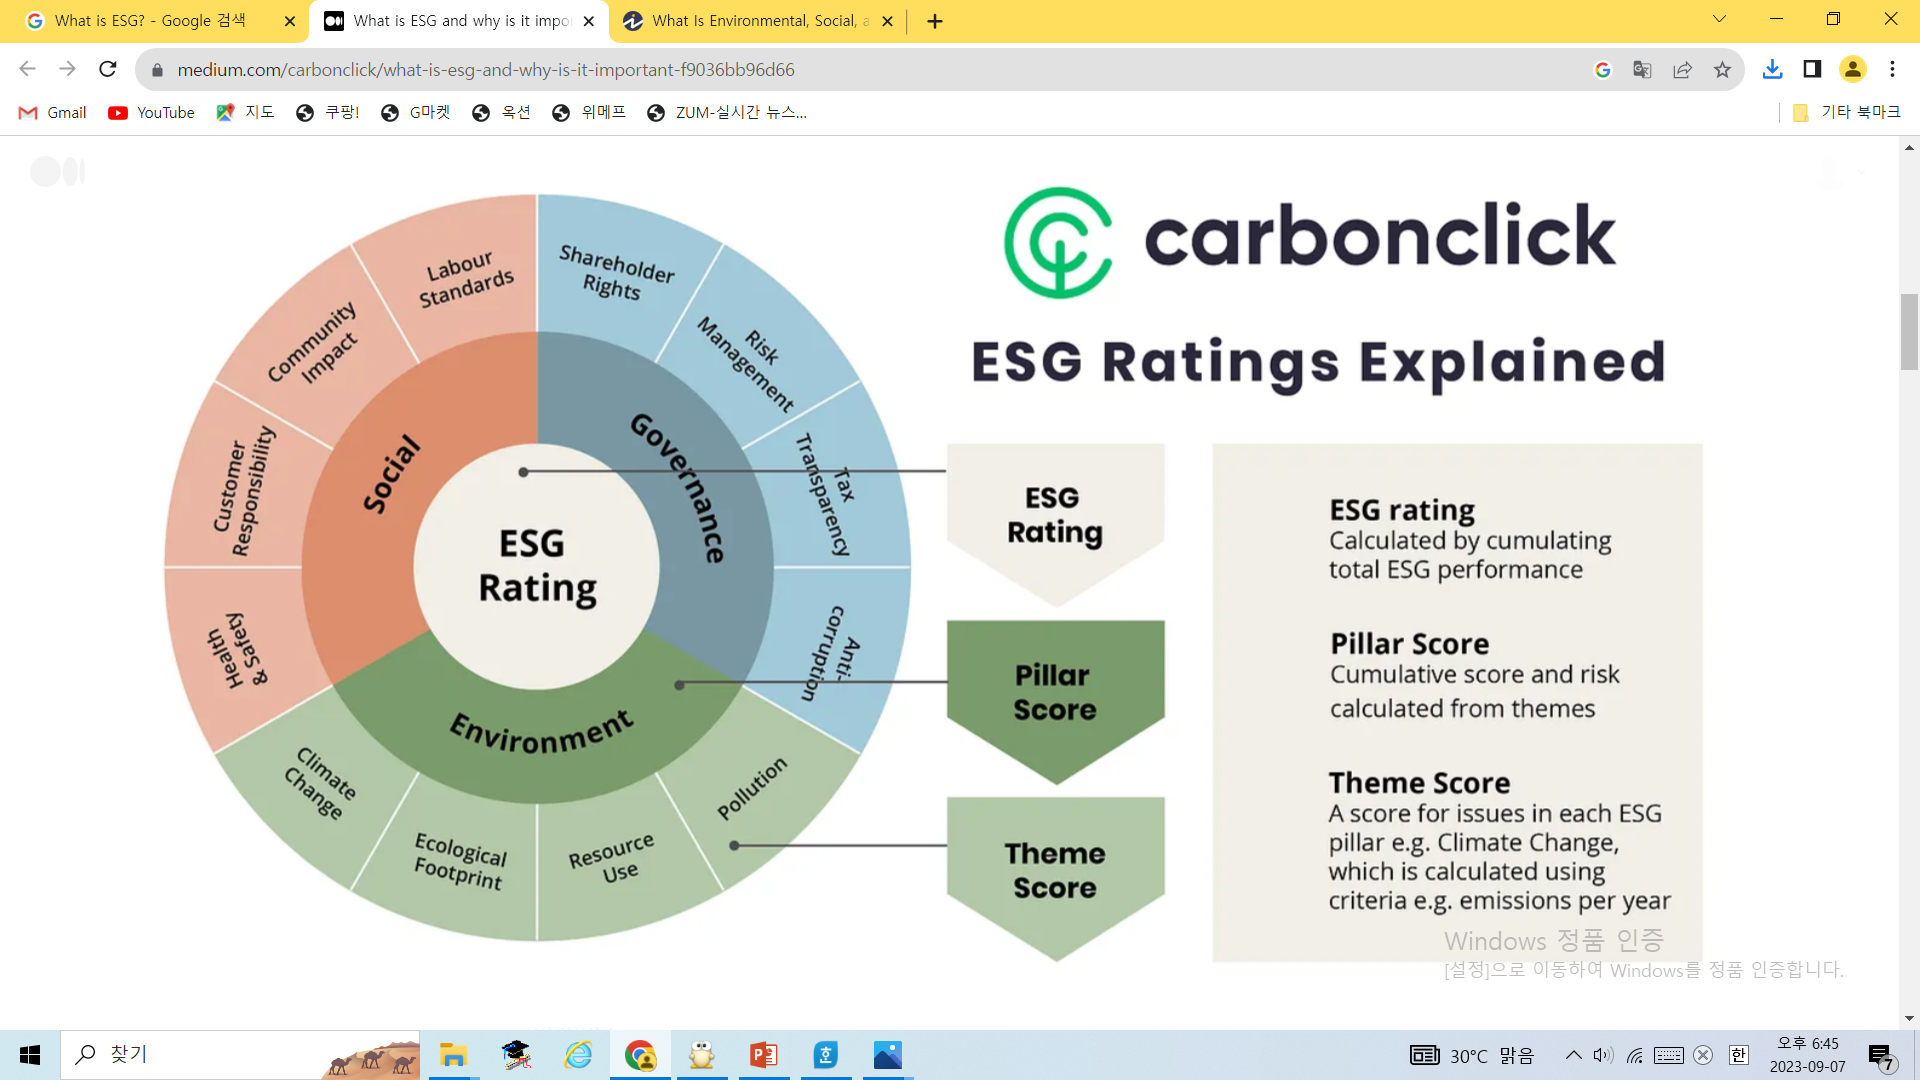 What is ESG? - Google 검색
What is ESG and why is it impo
What Is Environmental, Social, a
medium.com/carbonclick/what-is-esg-and-why-is-it-important-f9036bb96d66
Gmail
YouTube
지도
쿠팡!
G마켓
옥션
위메프
ZUM-실시간 뉴스...
기타 북마크
carbonclick
ESG Ratings Explained
Labour
Standards
Shareholder
Rights
Community
Impact
Risk
Management
Customer
Responsibility
Tax
Transparency
Health
& Safety
Anti-
corruption
Climate
Change
Ecological
Footprint
Resource
Use
Pollution
Social
Governance
Environment
ESG
Rating
ESG
Rating
Pillar
Score
Theme
Score
ESG rating
Calculated by cumulating
total ESG performance
Pillar Score
Cumulative score and risk
calculated from themes
Theme Score
A score for issues in each ESG
pillar e.g. Climate Change,
which is calculated using
criteria e.g. emissions per year
Windows 정품 인증
[설정]으로 이동하여 Windows를 정품 인증합니다.
찾기
30°C 맑음
한
오후 6:45
2023-09-07
7